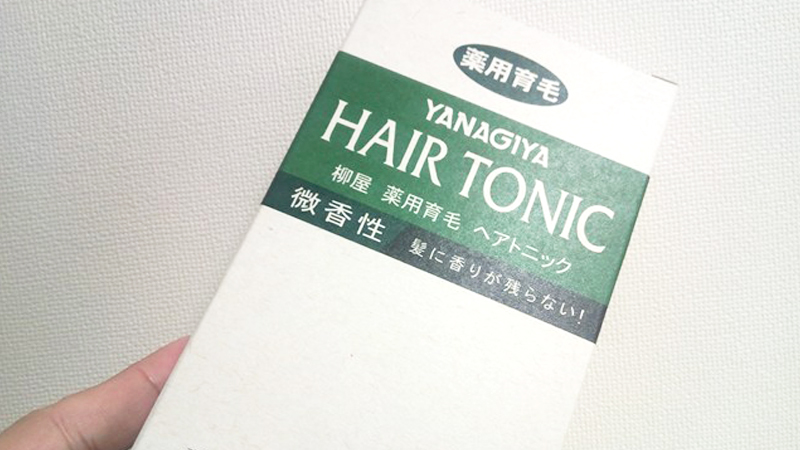 薬用育毛
YANAGIYA
HAIR TONIC
柳屋 薬用育毛 ヘアトニック
微香性 髪に香りが残らない!